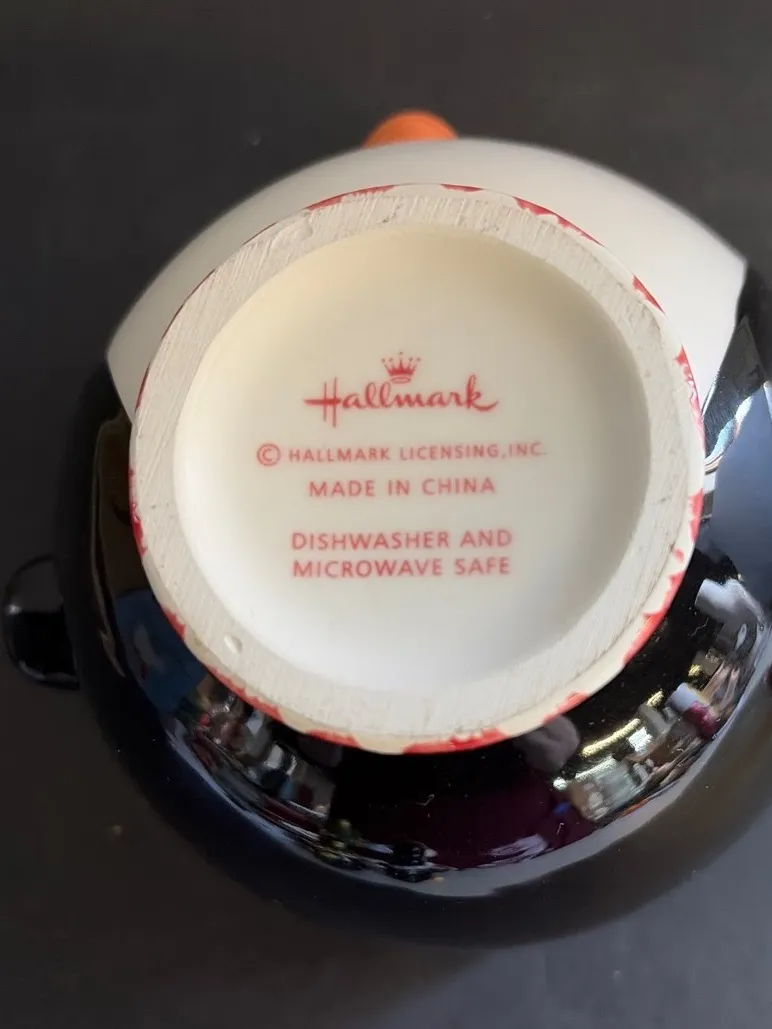 Hallmark
© HALLMARK LICENSING, INC.
MADE IN CHINA
DISHWASHER AND
MICROWAVE SAFE